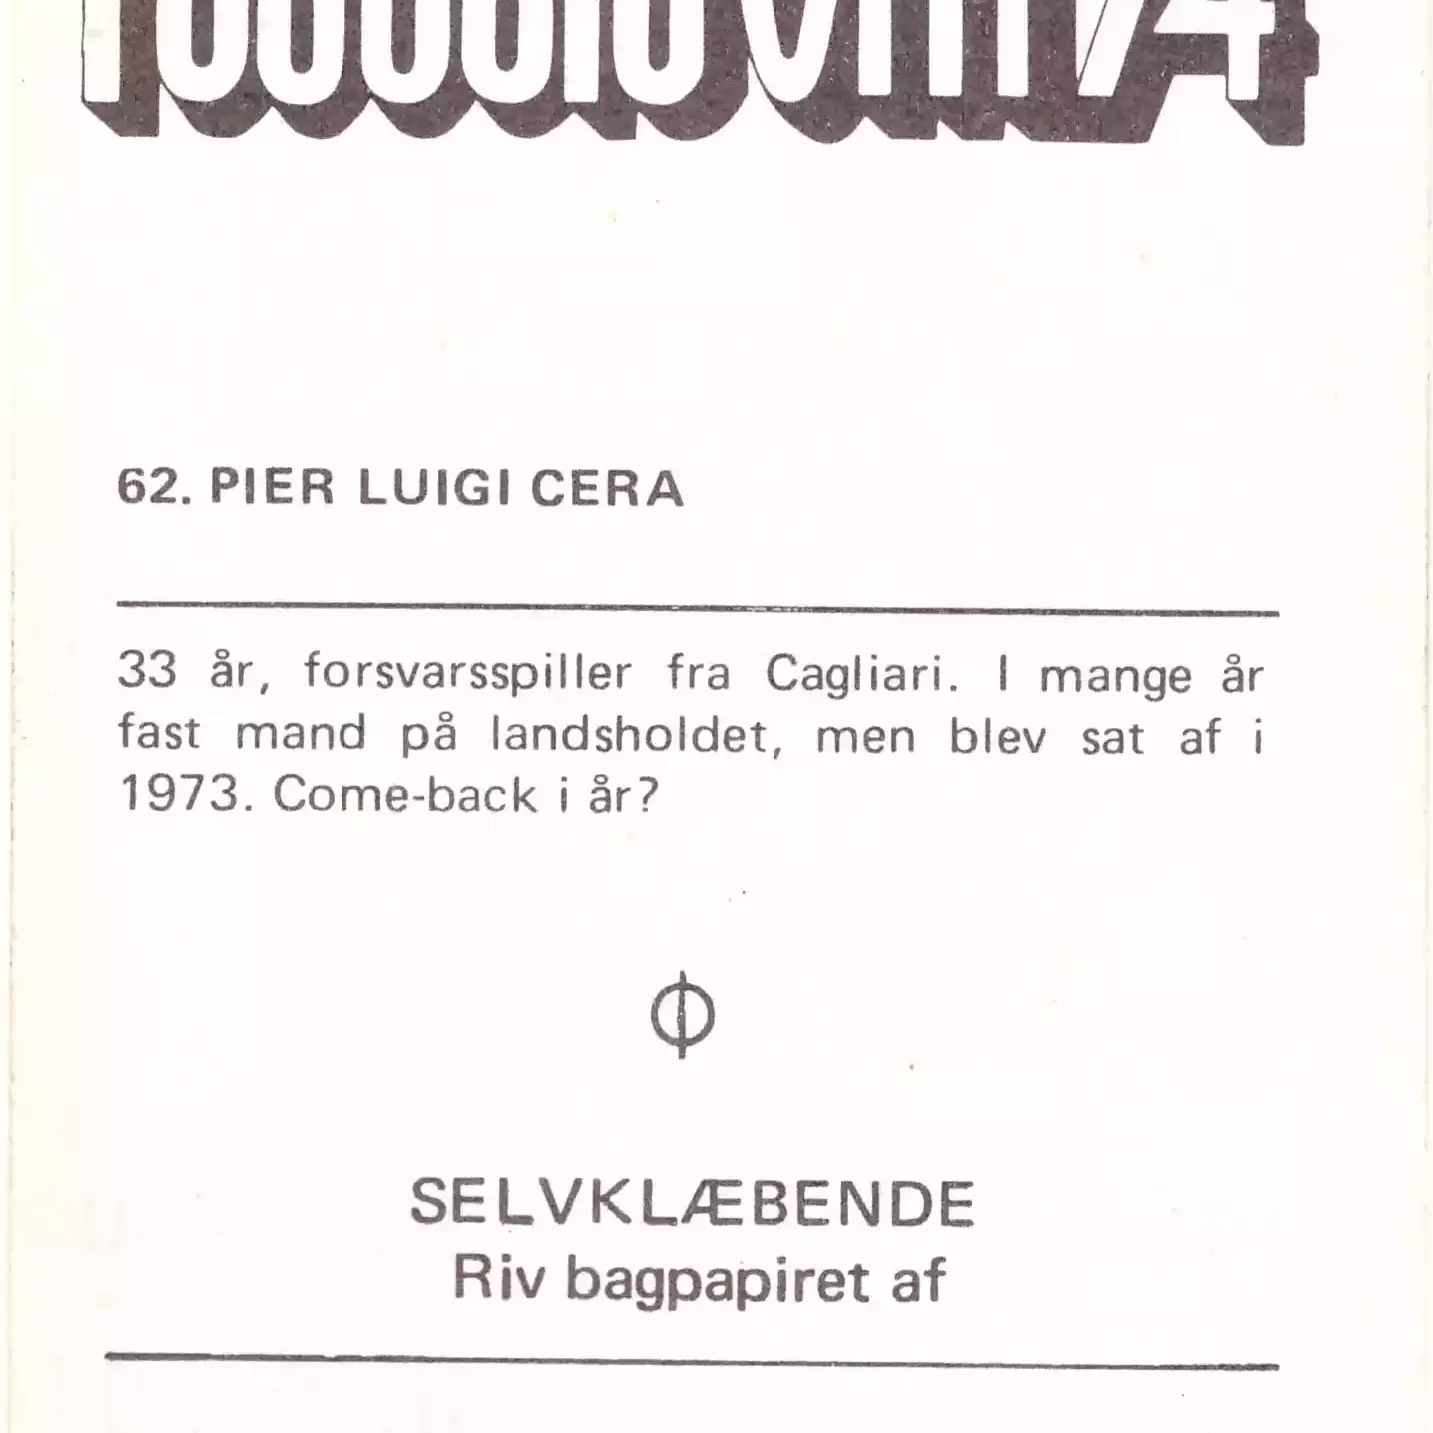 62. PIER LUIGI CERA
33 år, forsvarsspiller fra Cagliari. I mange år
fast mand på landsholdet, men blev sat af i
1973. Come-back i år?
SELVKLÆBENDE
Riv bagpapiret af